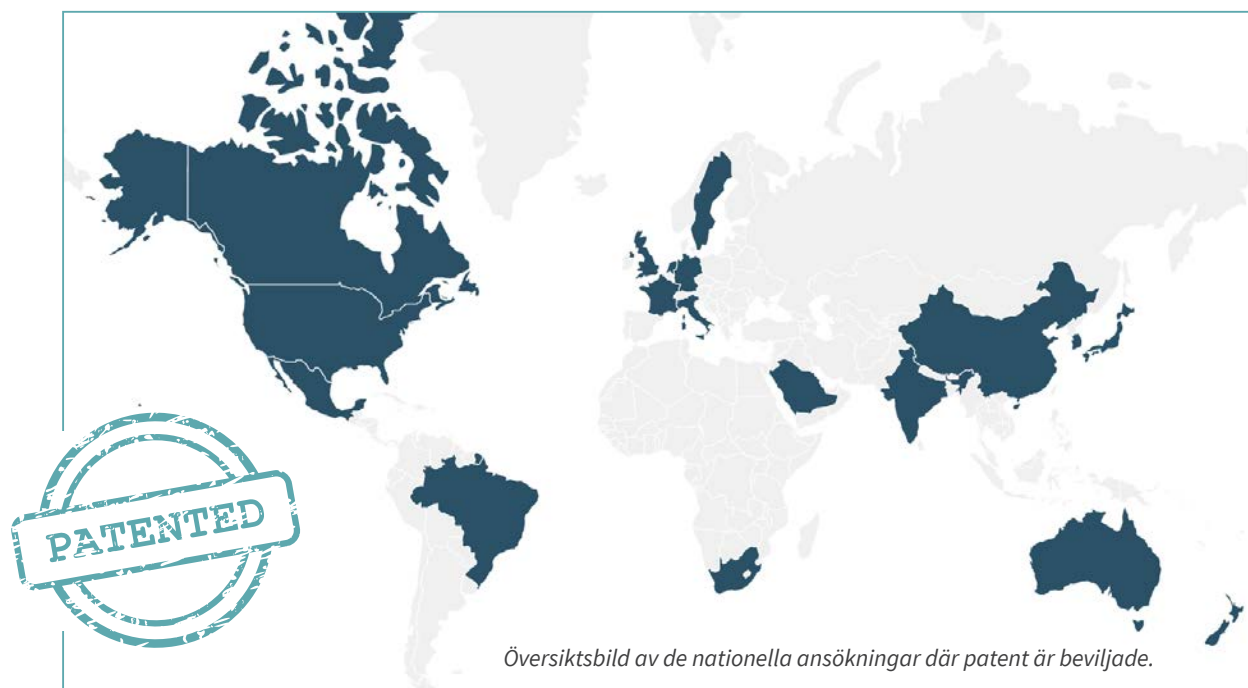 PATENTED
Översiktsbild av de nationella ansökningar där patent är beviljade.